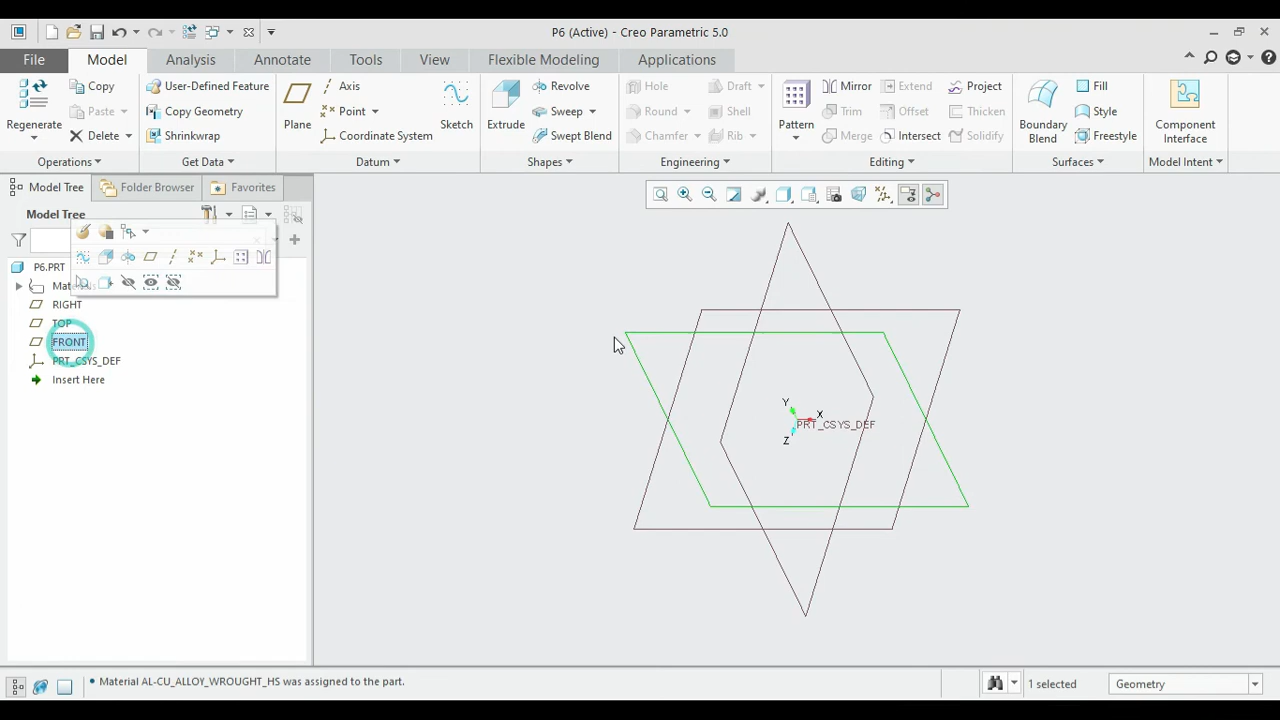 P6 (Active) - Creo Parametric 5.0
File Model Analysis Annotate Tools View Flexible Modeling Applications
Regenerate
Copy
Paste
Delete
Operations
User-Defined Feature
Copy Geometry
Shrinkwrap
Get Data
Plane
Axis
Point
Coordinate System
Sketch
Datum
Extrude
Revolve
Sweep
Swept Blend
Shapes
Hole
Round
Chamfer
Draft
Shell
Rib
Engineering
Pattern
Mirror
Trim
Merge
Extend
Offset
Intersect
Project
Thicken
Solidify
Editing
Boundary
Blend
Fill
Style
Freestyle
Surfaces
Component
Interface
Model Intent
Model Tree Folder Browser Favorites
Model Tree
P6.PRT
RIGHT
TOP
FRONT
PRT_CSYS_DEF
Insert Here
Y
X
PRT_CSYS_DEF
Z
Material AL-CU_ALLOY_WROUGHT_HS was assigned to the part.
1 selected
Geometry